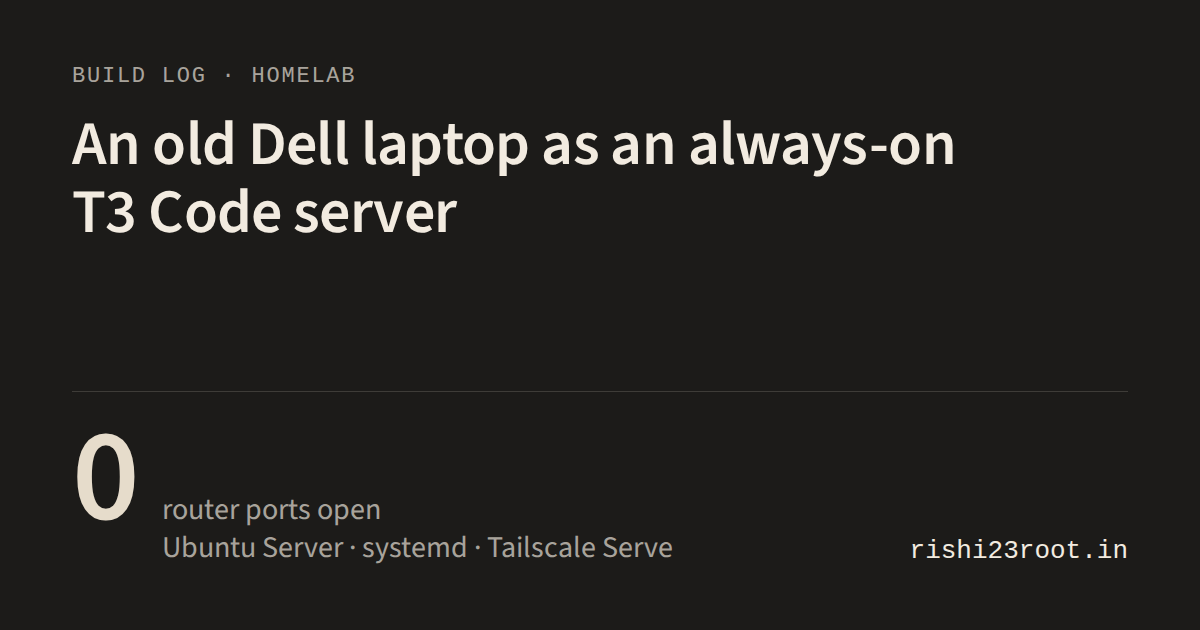 BUILD LOG · HOMELAB
An old Dell laptop as an always-on
T3 Code server
0
router ports open
Ubuntu Server · systemd · Tailscale Serve
rishi23root.in